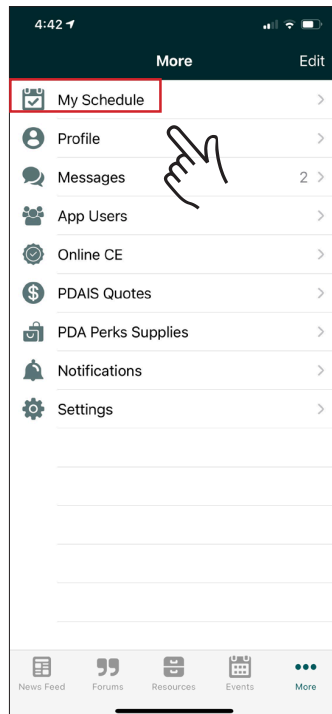 4:42
More
Edit
My Schedule
Profile
Messages 2
App Users
Online CE
PDAIS Quotes
PDA Perks Supplies
Notifications
Settings
News Feed Forums Resources Events More